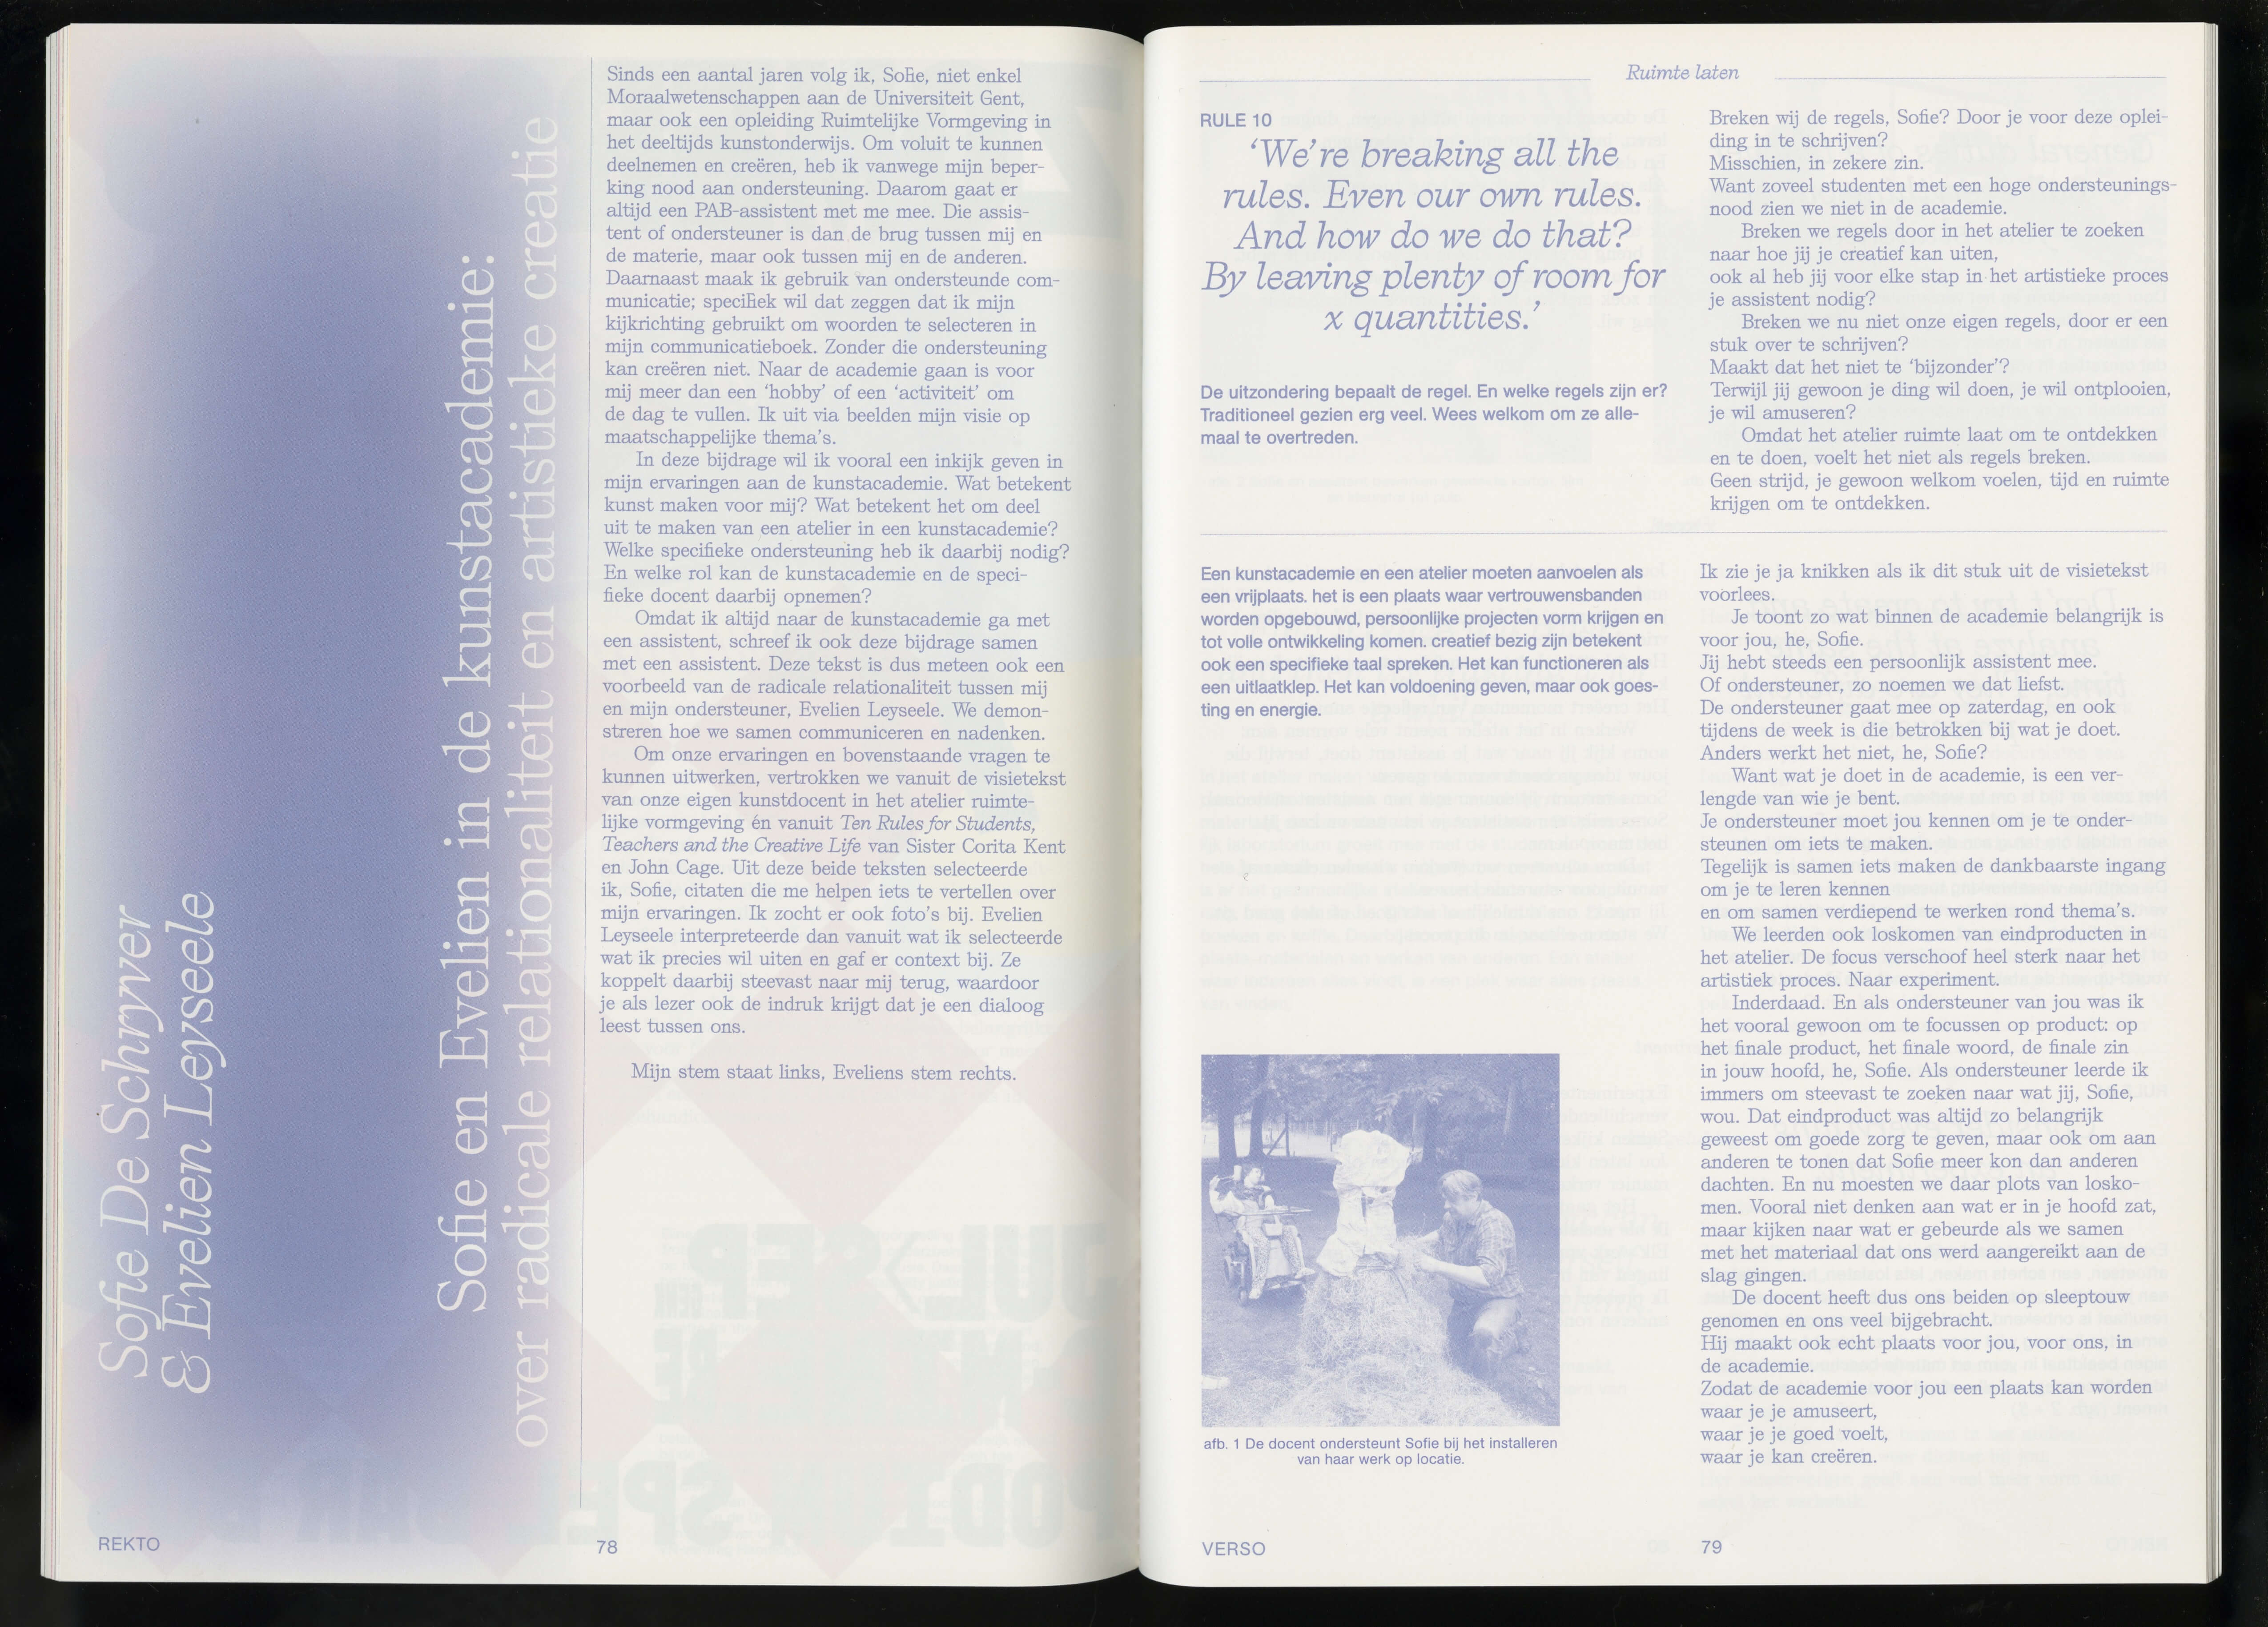 Sofie De Schryver
& Evelien Leyseele
Sofie en Evelien in de kunstacademie:
over radicale relationaliteit en artistieke creatie
Sinds een aantal jaren volg ik, Sofie, niet enkel
Moraalwetenschappen aan de Universiteit Gent,
maar ook een opleiding Ruimtelijke Vormgeving in
het deeltijds kunstonderwijs. Om voluit te kunnen
deelnemen en creëren, heb ik vanwege mijn beper-
king nood aan ondersteuning. Daarom gaat er
altijd een PAB-assistent met me mee. Die assis-
tent of ondersteuner is dan de brug tussen mij en
de materie, maar ook tussen mij en de anderen.
Daarnaast maak ik gebruik van ondersteunde com-
municatie; specifiek wil dat zeggen dat ik mijn
kijkrichting gebruikt om woorden te selecteren in
mijn communicatieboek. Zonder die ondersteuning
kan creëren niet. Naar de academie gaan is voor
mij meer dan een ‘hobby’ of een ‘activiteit’ om
de dag te vullen. Ik uit via beelden mijn visie op
maatschappelijke thema’s.
In deze bijdrage wil ik vooral een inkijk geven in
mijn ervaringen aan de kunstacademie. Wat betekent
kunst maken voor mij? Wat betekent het om deel
uit te maken van een atelier in een kunstacademie?
Welke specifieke ondersteuning heb ik daarbij nodig?
En welke rol kan de kunstacademie en de speci-
fieke docent daarbij opnemen?
Omdat ik altijd naar de kunstacademie ga met
een assistent, schreef ik ook deze bijdrage samen
met een assistent. Deze tekst is dus meteen ook een
voorbeeld van de radicale relationaliteit tussen mij
en mijn ondersteuner, Evelien Leyseele. We demon-
streren hoe we samen communiceren en nadenken.
Om onze ervaringen en bovenstaande vragen te
kunnen uitwerken, vertrokken we vanuit de visietekst
van onze eigen kunstdocent in het atelier ruimte-
lijke vormgeving én vanuit Ten Rules for Students,
Teachers and the Creative Life van Sister Corita Kent
en John Cage. Uit deze beide teksten selecteerde
ik, Sofie, citaten die me helpen iets te vertellen over
mijn ervaringen. Ik zocht er ook foto’s bij. Evelien
Leyseele interpreteerde dan vanuit wat ik selecteerde
wat ik precies wil uiten en gaf er context bij. Ze
koppelt daarbij steevast naar mij terug, waardoor
je als lezer ook de indruk krijgt dat je een dialoog
leest tussen ons.
Mijn stem staat links, Eveliens stem rechts.
REKTO
78
Ruimte laten
RULE 10
‘We’re breaking all the
rules. Even our own rules.
And how do we do that?
By leaving plenty of room for
x quantities.’
De uitzondering bepaalt de regel. En welke regels zijn er?
Traditioneel gezien erg veel. Wees welkom om ze alle-
maal te overtreden.
Breken wij de regels, Sofie? Door je voor deze oplei-
ding in te schrijven?
Misschien, in zekere zin.
Want zoveel studenten met een hoge ondersteunings-
nood zien we niet in de academie.
Breken we regels door in het atelier te zoeken
naar hoe jij je creatief kan uiten,
ook al heb jij voor elke stap in het artistieke proces
je assistent nodig?
Breken we nu niet onze eigen regels, door er een
stuk over te schrijven?
Maakt dat het niet te ‘bijzonder’?
Terwijl jij gewoon je ding wil doen, je wil ontplooien,
je wil amuseren?
Omdat het atelier ruimte laat om te ontdekken
en te doen, voelt het niet als regels breken.
Geen strijd, je gewoon welkom voelen, tijd en ruimte
krijgen om te ontdekken.
Een kunstacademie en een atelier moeten aanvoelen als
een vrijplaats. het is een plaats waar vertrouwensbanden
worden opgebouwd, persoonlijke projecten vorm krijgen en
tot volle ontwikkeling komen. creatief bezig zijn betekent
ook een specifieke taal spreken. Het kan functioneren als
een uitlaatklep. Het kan voldoening geven, maar ook goes-
ting en energie.
afb. 1 De docent ondersteunt Sofie bij het installeren
van haar werk op locatie.
Ik zie je ja knikken als ik dit stuk uit de visietekst
voorlees.
Je toont zo wat binnen de academie belangrijk is
voor jou, he, Sofie.
Jij hebt steeds een persoonlijk assistent mee.
Of ondersteuner, zo noemen we dat liefst.
De ondersteuner gaat mee op zaterdag, en ook
tijdens de week is die betrokken bij wat je doet.
Anders werkt het niet, he, Sofie?
Want wat je doet in de academie, is een ver-
lengde van wie je bent.
Je ondersteuner moet jou kennen om je te onder-
steunen om iets te maken.
Tegelijk is samen iets maken de dankbaarste ingang
om je te leren kennen
en om samen verdiepend te werken rond thema’s.
We leerden ook loskomen van eindproducten in
het atelier. De focus verschoof heel sterk naar het
artistiek proces. Naar experiment.
Inderdaad. En als ondersteuner van jou was ik
het vooral gewoon om te focussen op product: op
het finale product, het finale woord, de finale zin
in jouw hoofd, he, Sofie. Als ondersteuner leerde ik
immers om steevast te zoeken naar wat jij, Sofie,
wou. Dat eindproduct was altijd zo belangrijk
geweest om goede zorg te geven, maar ook om aan
anderen te tonen dat Sofie meer kon dan anderen
dachten. En nu moesten we daar plots van losko-
men. Vooral niet denken aan wat er in je hoofd zat,
maar kijken naar wat er gebeurde als we samen
met het materiaal dat ons werd aangereikt aan de
slag gingen.
De docent heeft dus ons beiden op sleeptouw
genomen en ons veel bijgebracht.
Hij maakt ook echt plaats voor jou, voor ons, in
de academie.
Zodat de academie voor jou een plaats kan worden
waar je je amuseert,
waar je je goed voelt,
waar je kan creëren.
VERSO
79